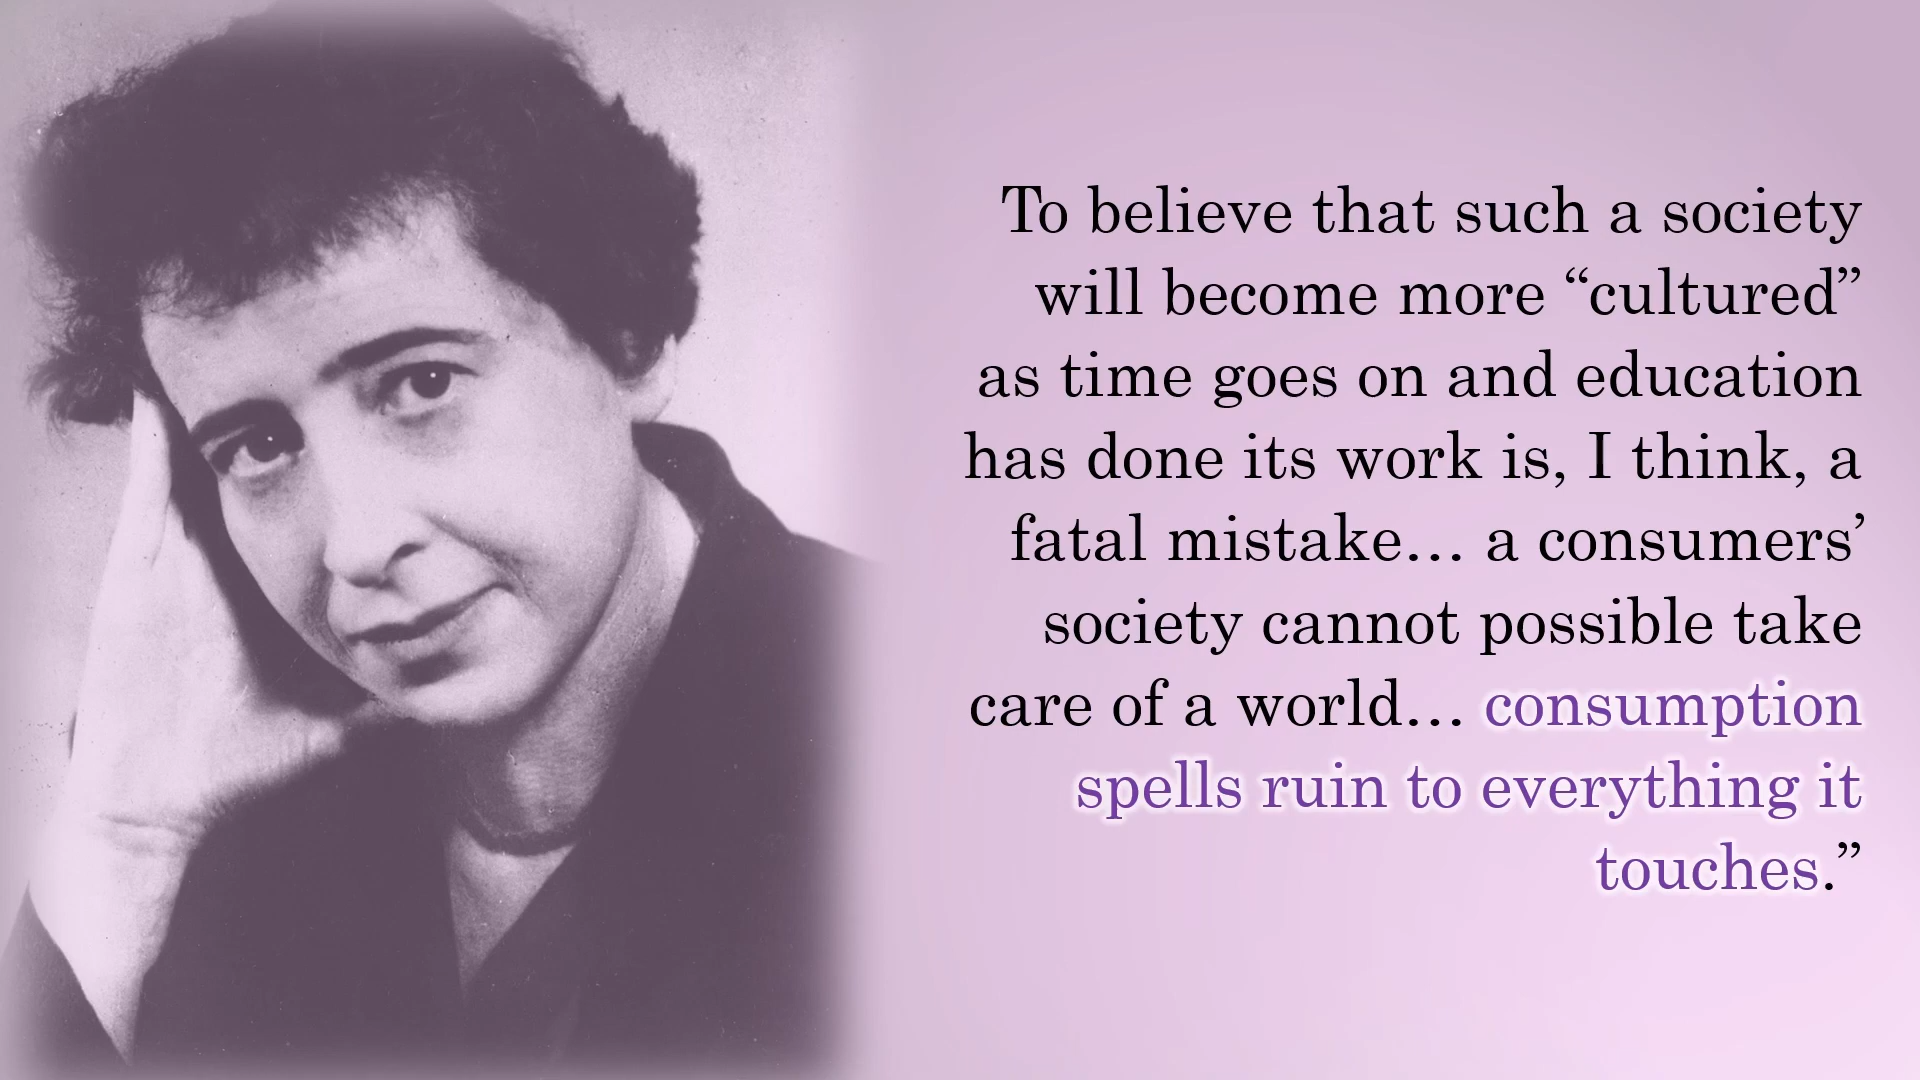 To believe that such a society
will become more “cultured”
as time goes on and education
has done its work is, I think, a
fatal mistake… a consumers’
society cannot possible take
care of a world… consumption
spells ruin to everything it
touches.”